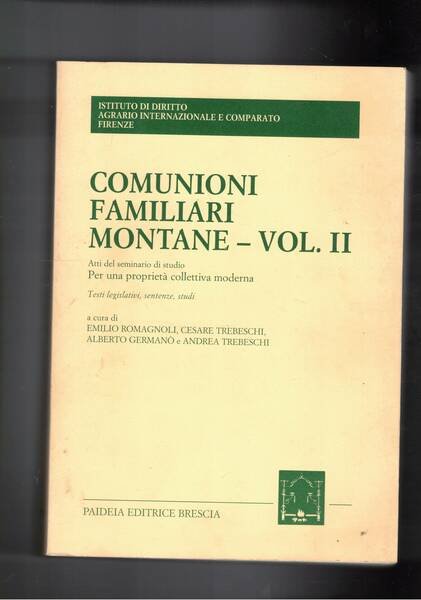 ISTITUTO DI DIRITTO
AGRARIO INTERNAZIONALE E COMPARATO
FIRENZE
COMUNIONI
FAMILIARI
MONTANE – VOL. II
Atti del seminario di studio
Per una proprietà collettiva moderna
Testi legislativi, sentenze, studi
a cura di
EMILIO ROMAGNOLI, CESARE TREBESCHI,
ALBERTO GERMANÒ e ANDREA TREBESCHI
PAIDEIA EDITRICE BRESCIA